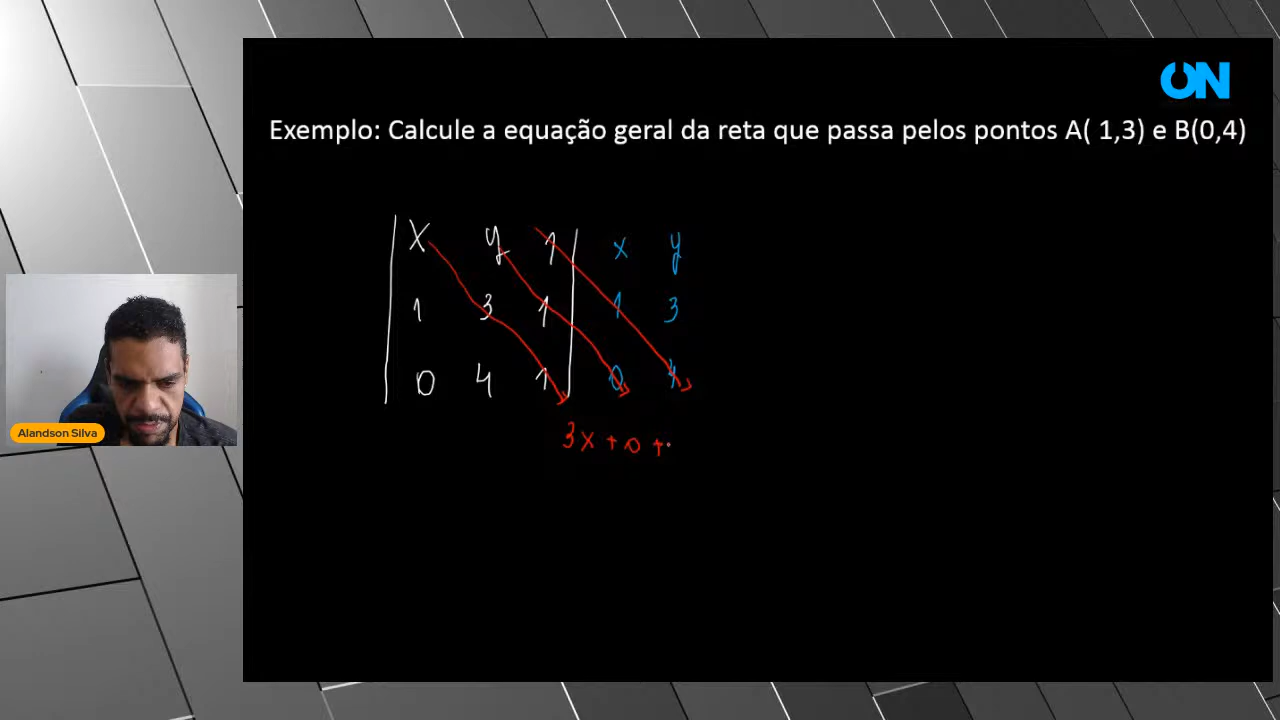 ON
Exemplo: Calcule a equação geral da reta que passa pelos pontos A( 1,3) e B(0,4)
x y 1 x y
1 3 1 1 3
0 4 1 0 4
Alandson Silva
3x + 0 +